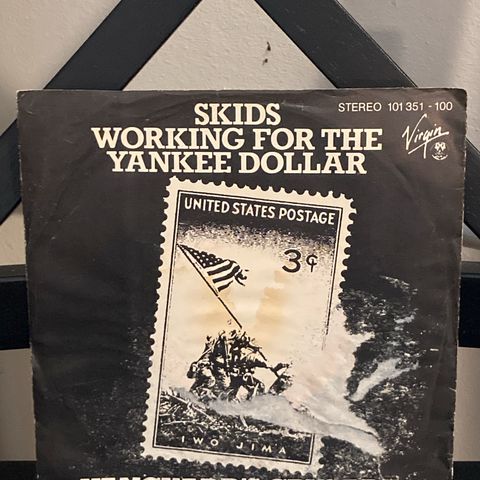 SKIDS
WORKING FOR THE
YANKEE DOLLAR
STEREO 101 351 - 100
Virgin
UNITED STATES POSTAGE
3¢
IWO JIMA